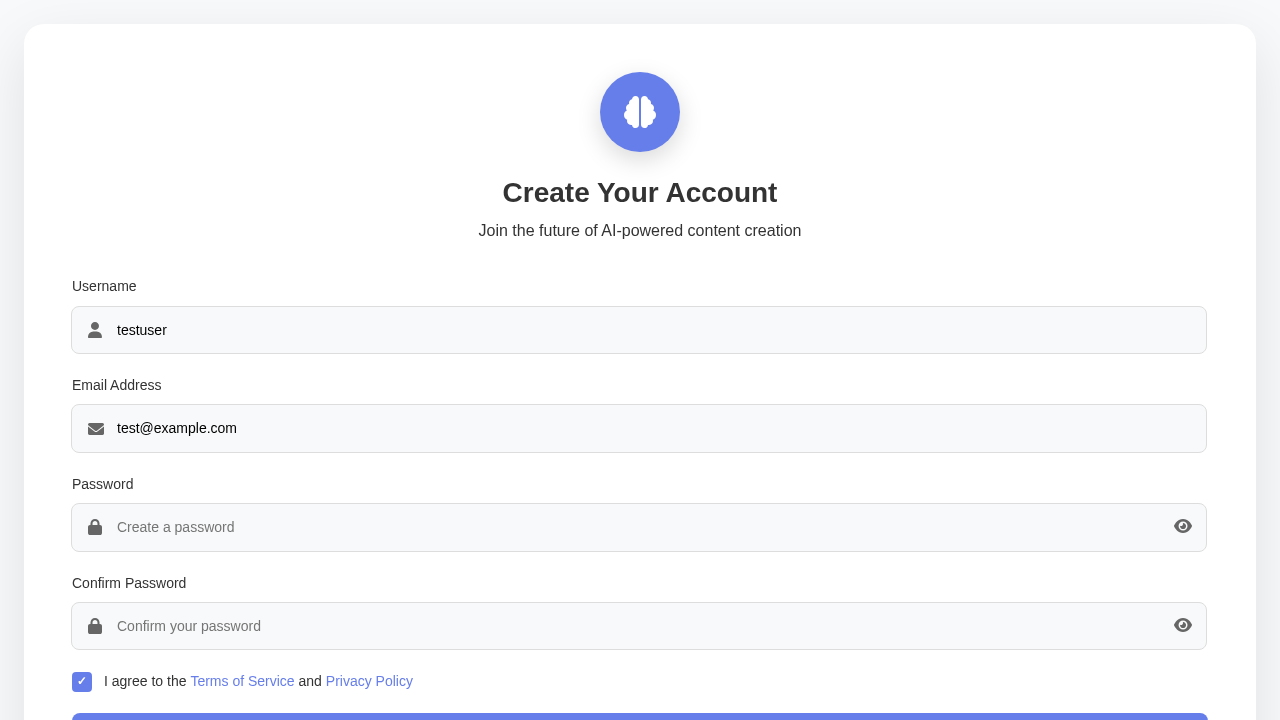 Create Your Account
Join the future of AI-powered content creation
Username
testuser
Email Address
test@example.com
Password
Create a password
Confirm Password
Confirm your password
✓ I agree to the Terms of Service and Privacy Policy